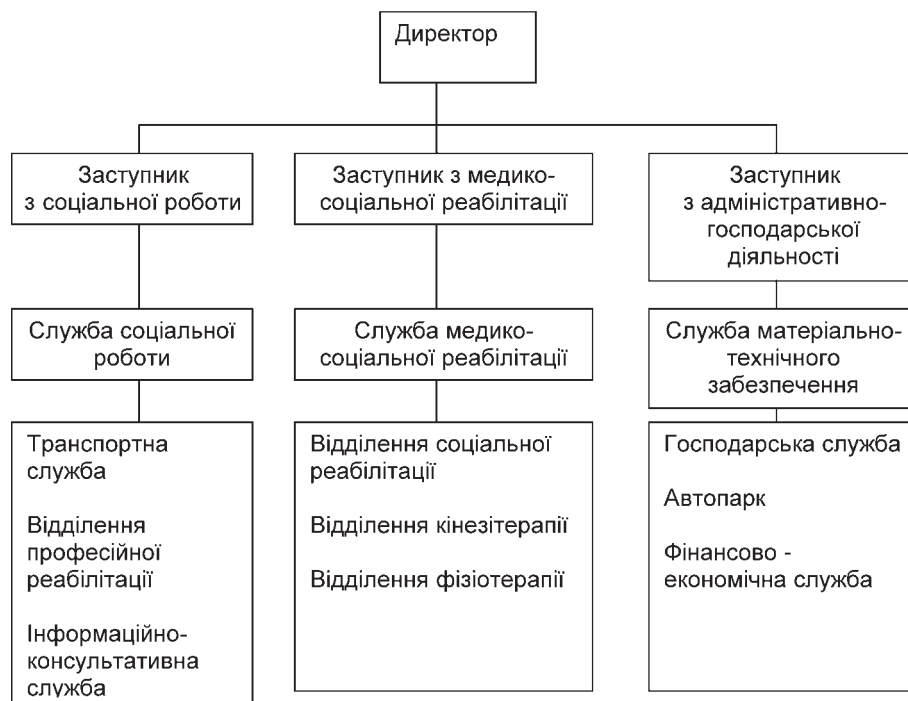 Директор
Заступник
з соціальної роботи
Заступник з медико-
соціальної реабілітації
Заступник
з адміністративно-
господарської
діяльності
Служба соціальної
роботи
Служба медико-
соціальної реабілітації
Служба матеріально-
технічного
забезпечення
Транспортна
служба
Відділення
професійної
реабілітації
Інформаційно-
консультативна
служба
Відділення соціальної
реабілітації
Відділення кінезітерапії
Відділення фізіотерапії
Господарська служба
Автопарк
Фінансово -
економічна служба